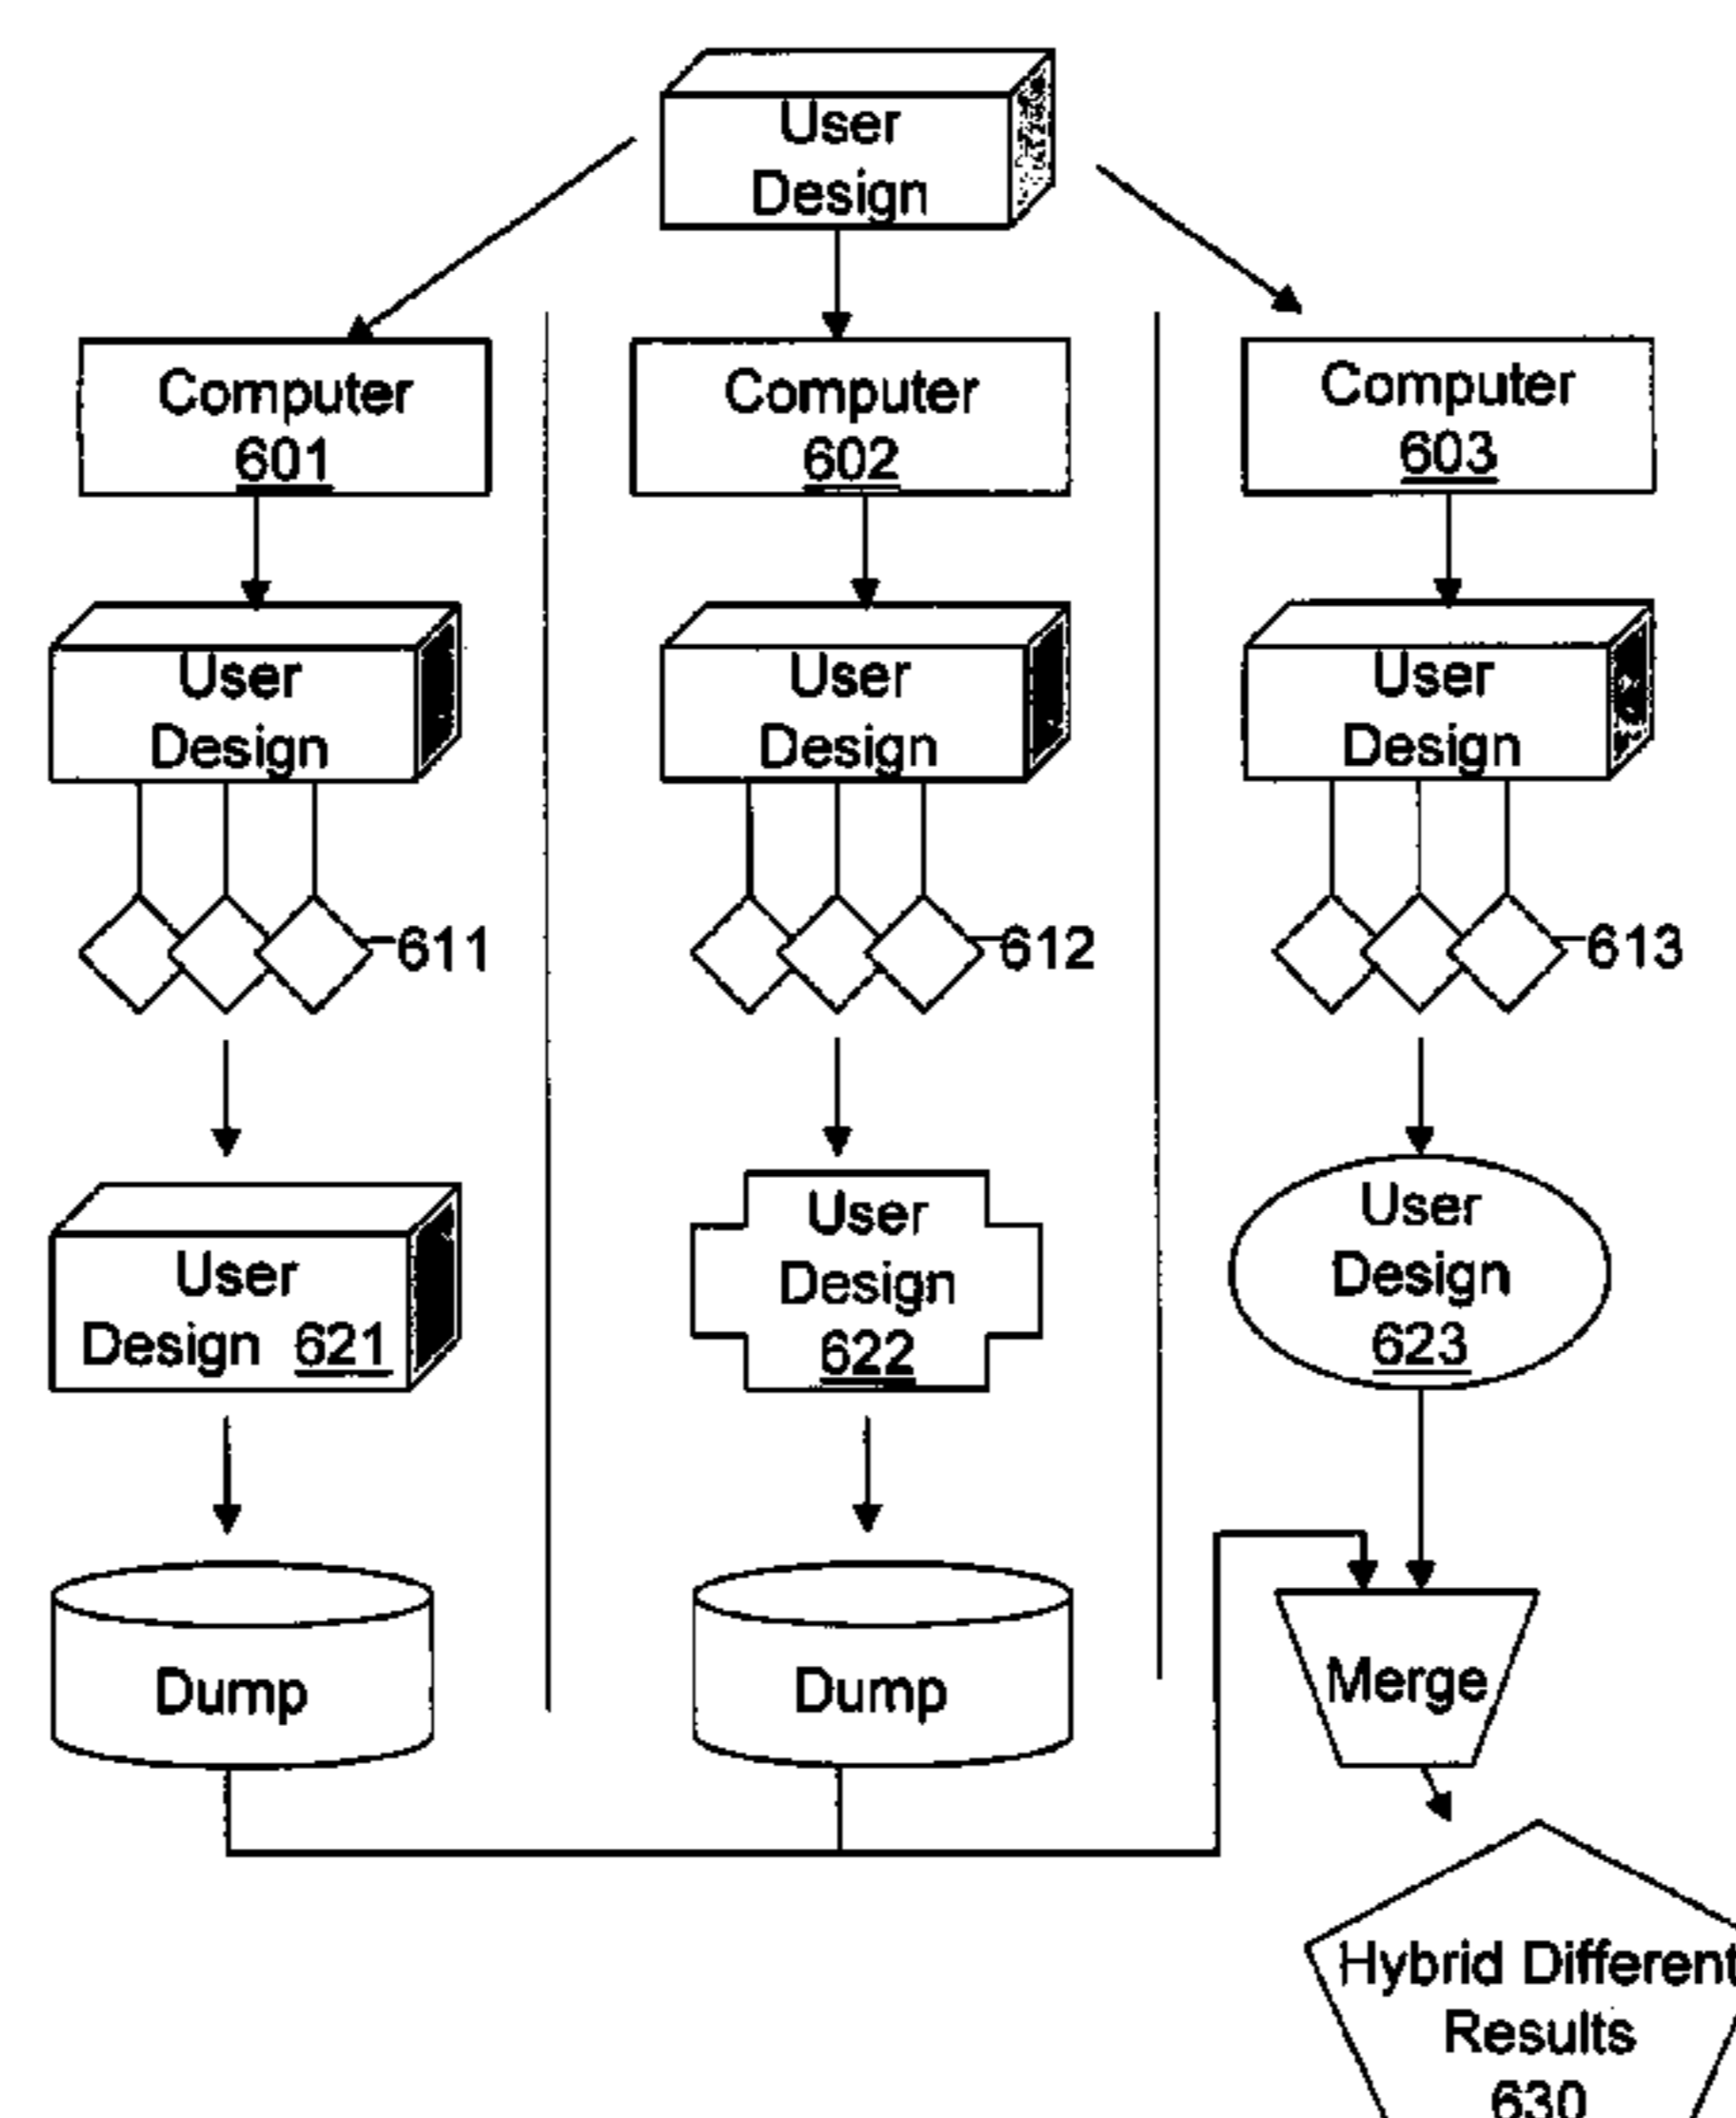 User
Design
Computer
601
Computer
602
Computer
603
User
Design
User
Design
User
Design
611
612
613
User
Design 621
User
Design
622
User
Design
623
Dump
Dump
Merge
Hybrid Different
Results
630